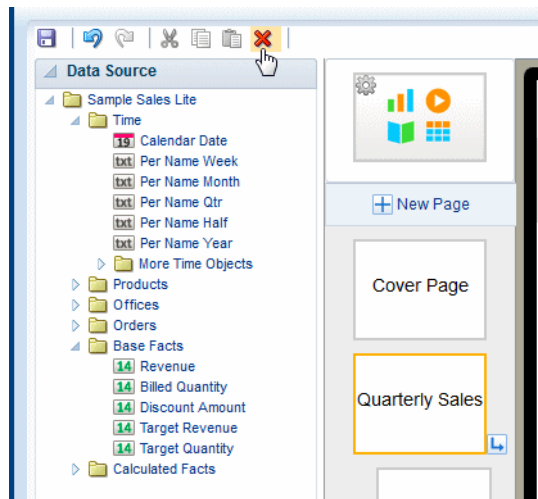 Data Source
Sample Sales Lite
Time
19 Calendar Date
txt Per Name Week
txt Per Name Month
txt Per Name Qtr
txt Per Name Half
txt Per Name Year
More Time Objects
Products
Offices
Orders
Base Facts
14 Revenue
14 Billed Quantity
14 Discount Amount
14 Target Revenue
14 Target Quantity
Calculated Facts
New Page
Cover Page
Quarterly Sales